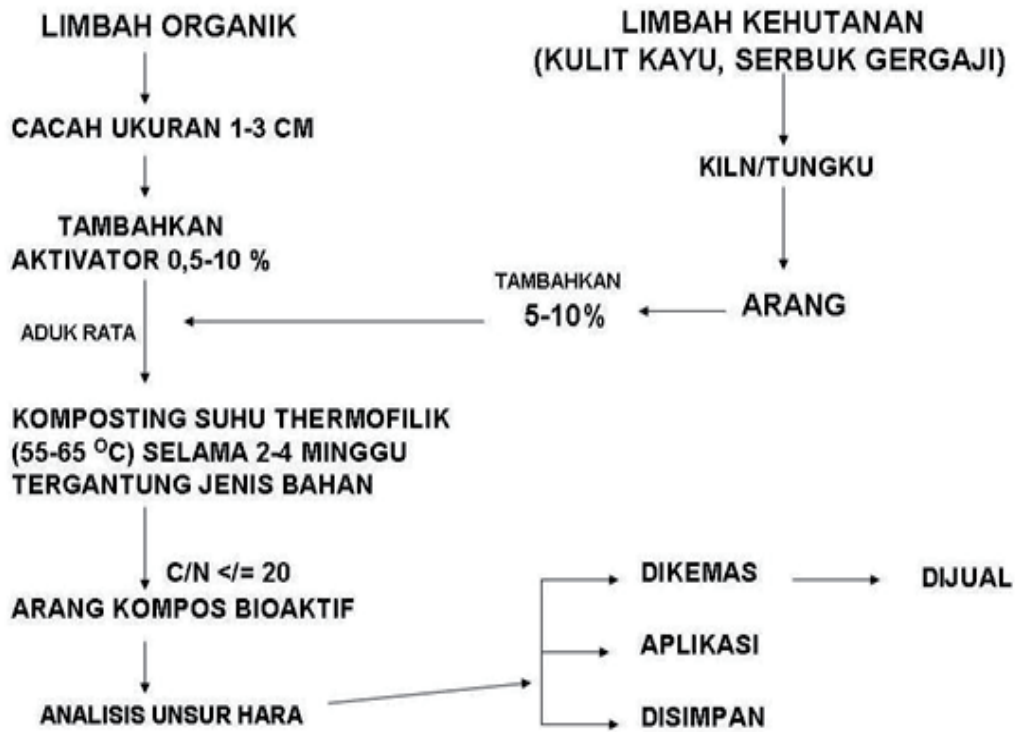 LIMBAH ORGANIK
LIMBAH KEHUTANAN
(KULIT KAYU, SERBUK GERGAJI)
CACAH UKURAN 1-3 CM
KILN/TUNGKU
TAMBAHKAN
AKTIVATOR 0,5-10 %
TAMBAHKAN
5-10%
ARANG
ADUK RATA
KOMPOSTING SUHU THERMOFILIK
(55-65 ᴼC) SELAMA 2-4 MINGGU
TERGANTUNG JENIS BAHAN
C/N </= 20
ARANG KOMPOS BIOAKTIF
ANALISIS UNSUR HARA
DIKEMAS
DIJUAL
APLIKASI
DISIMPAN